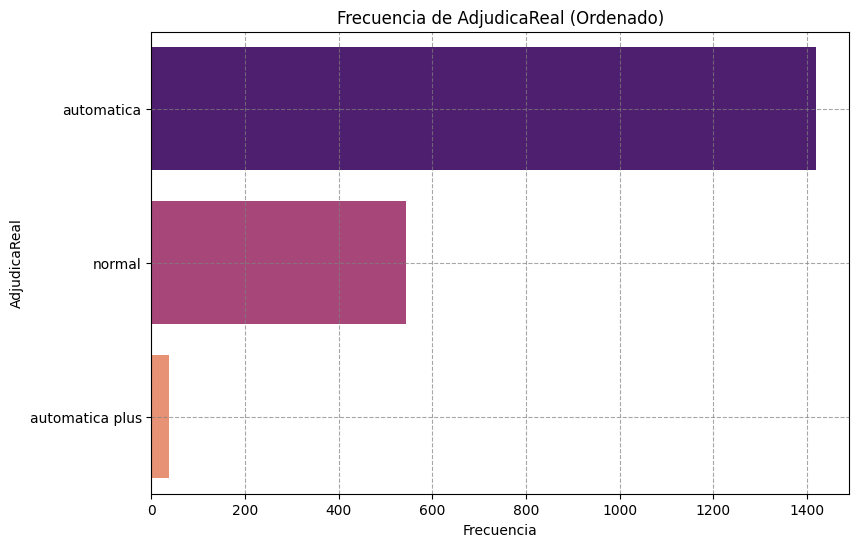 Frecuencia de AdjudicaReal (Ordenado)
AdjudicaReal
automatica
normal
automatica plus
0 200 400 600 800 1000 1200 1400
Frecuencia